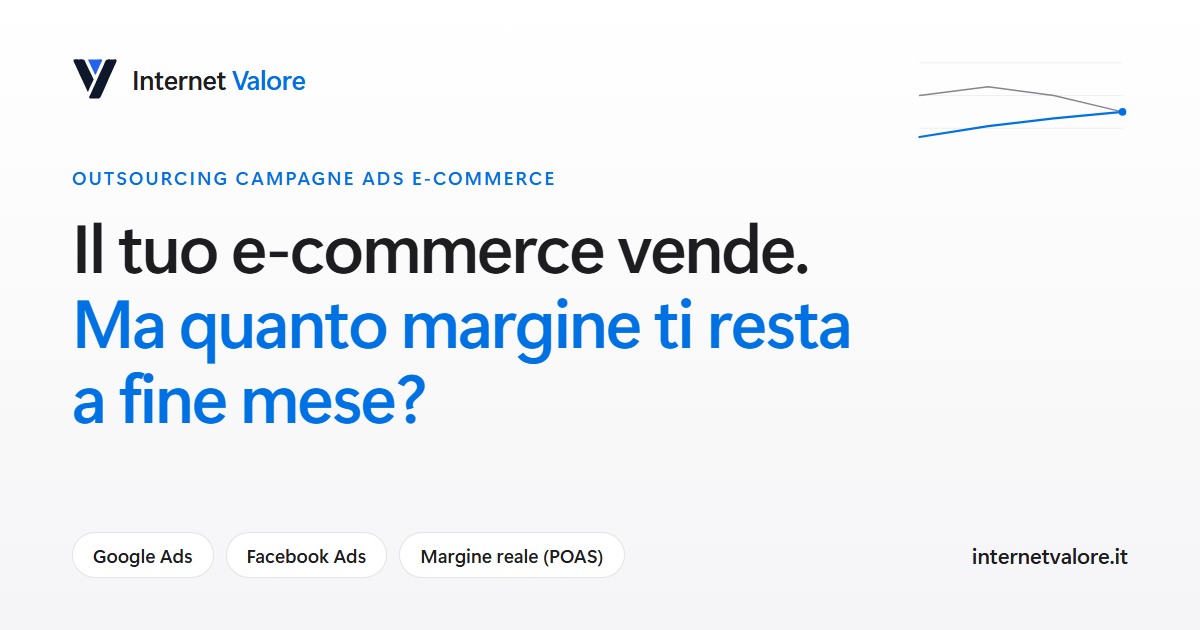 Internet Valore
OUTSOURCING CAMPAGNE ADS E-COMMERCE
Il tuo e-commerce vende.
Ma quanto margine ti resta
a fine mese?
Google Ads
Facebook Ads
Margine reale (POAS)
internetvalore.it